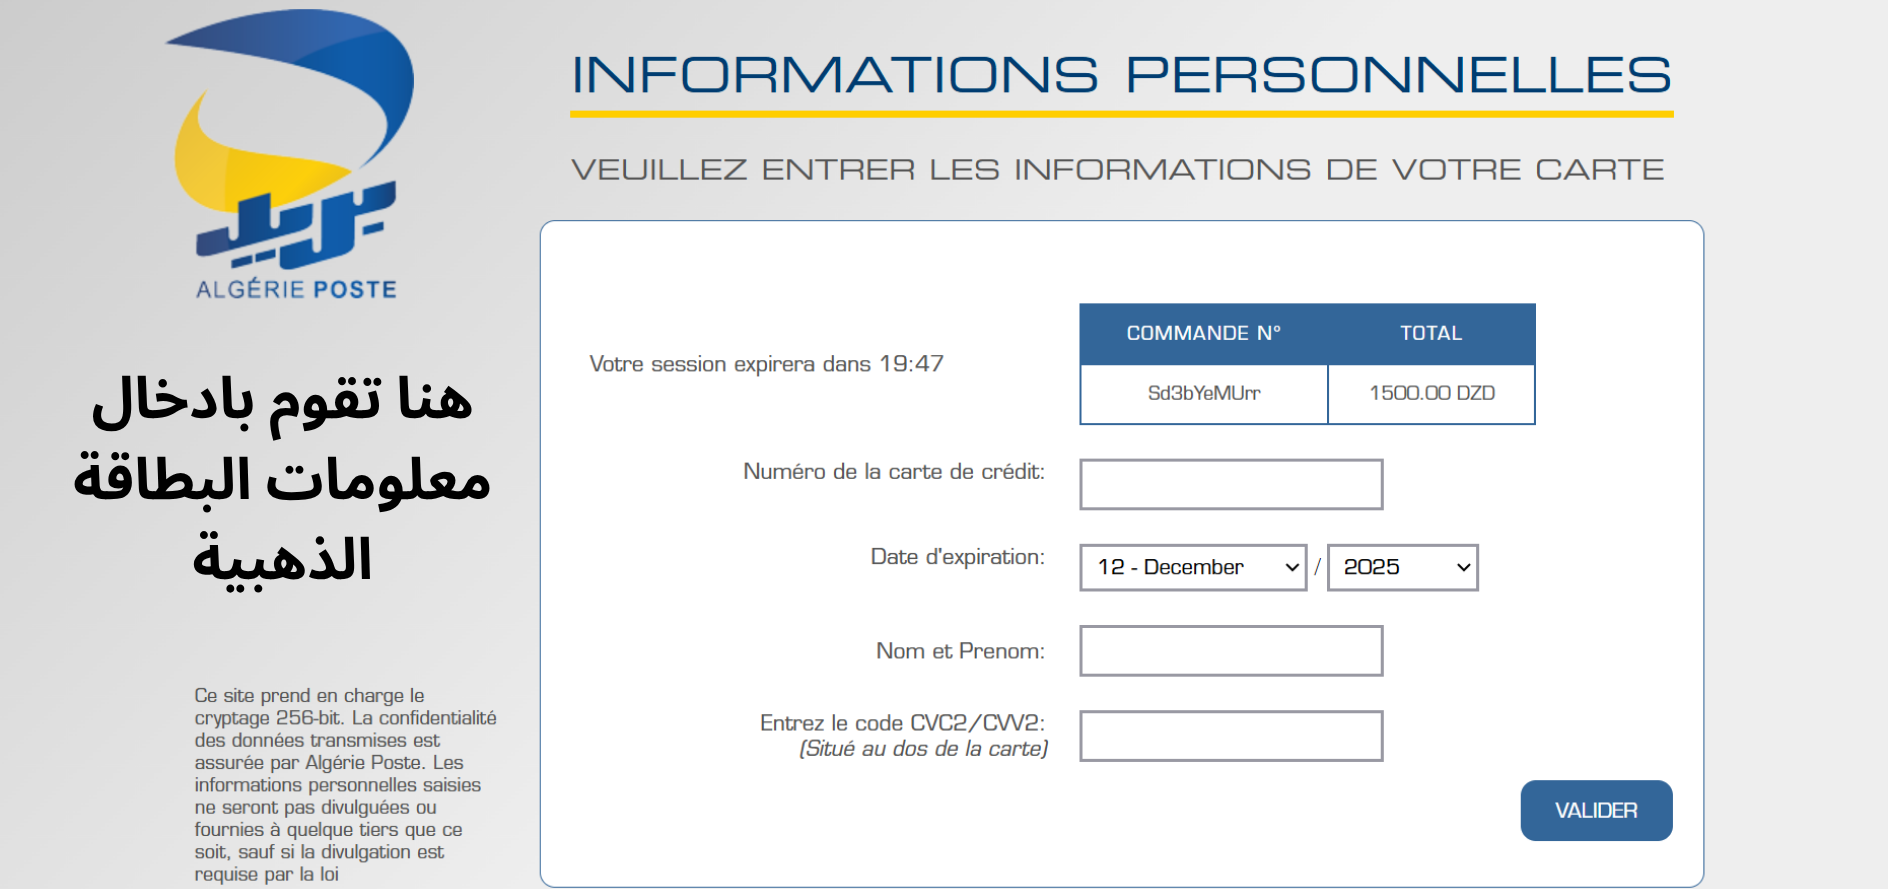 بريد
ALGÉRIE POSTE
هنا تقوم بادخال
معلومات البطاقة
الذهبية
Ce site prend en charge le
cryptage 256-bit. La confidentialité
des données transmises est
assurée par Algérie Poste. Les
informations personnelles saisies
ne seront pas divulguées ou
fournies à quelque tiers que ce
soit, sauf si la divulgation est
requise par la loi
INFORMATIONS PERSONNELLES
VEUILLEZ ENTRER LES INFORMATIONS DE VOTRE CARTE
Votre session expirera dans 19:47
COMMANDE N° TOTAL
Sd3bYeMUrr 1500.00 DZD
Numéro de la carte de crédit:
Date d'expiration: 12 - December / 2025
Nom et Prenom:
Entrez le code CVC2/CVV2:
(Situé au dos de la carte)
VALIDER